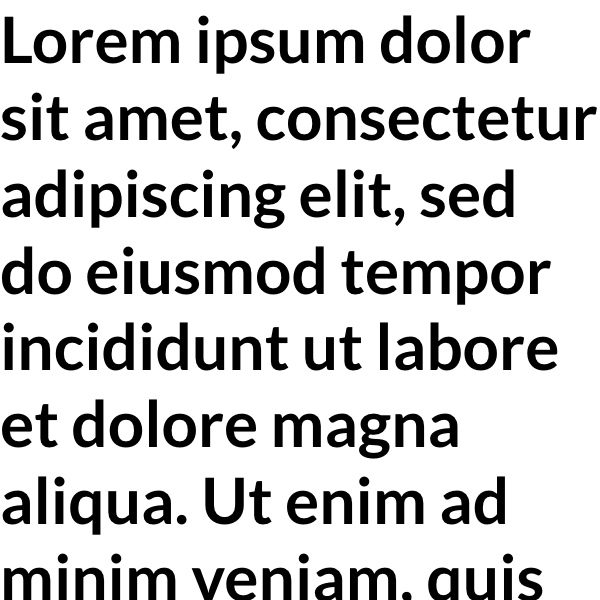 Lorem ipsum dolor
sit amet, consectetur
adipiscing elit, sed
do eiusmod tempor
incididunt ut labore
et dolore magna
aliqua. Ut enim ad
minim veniam, quis